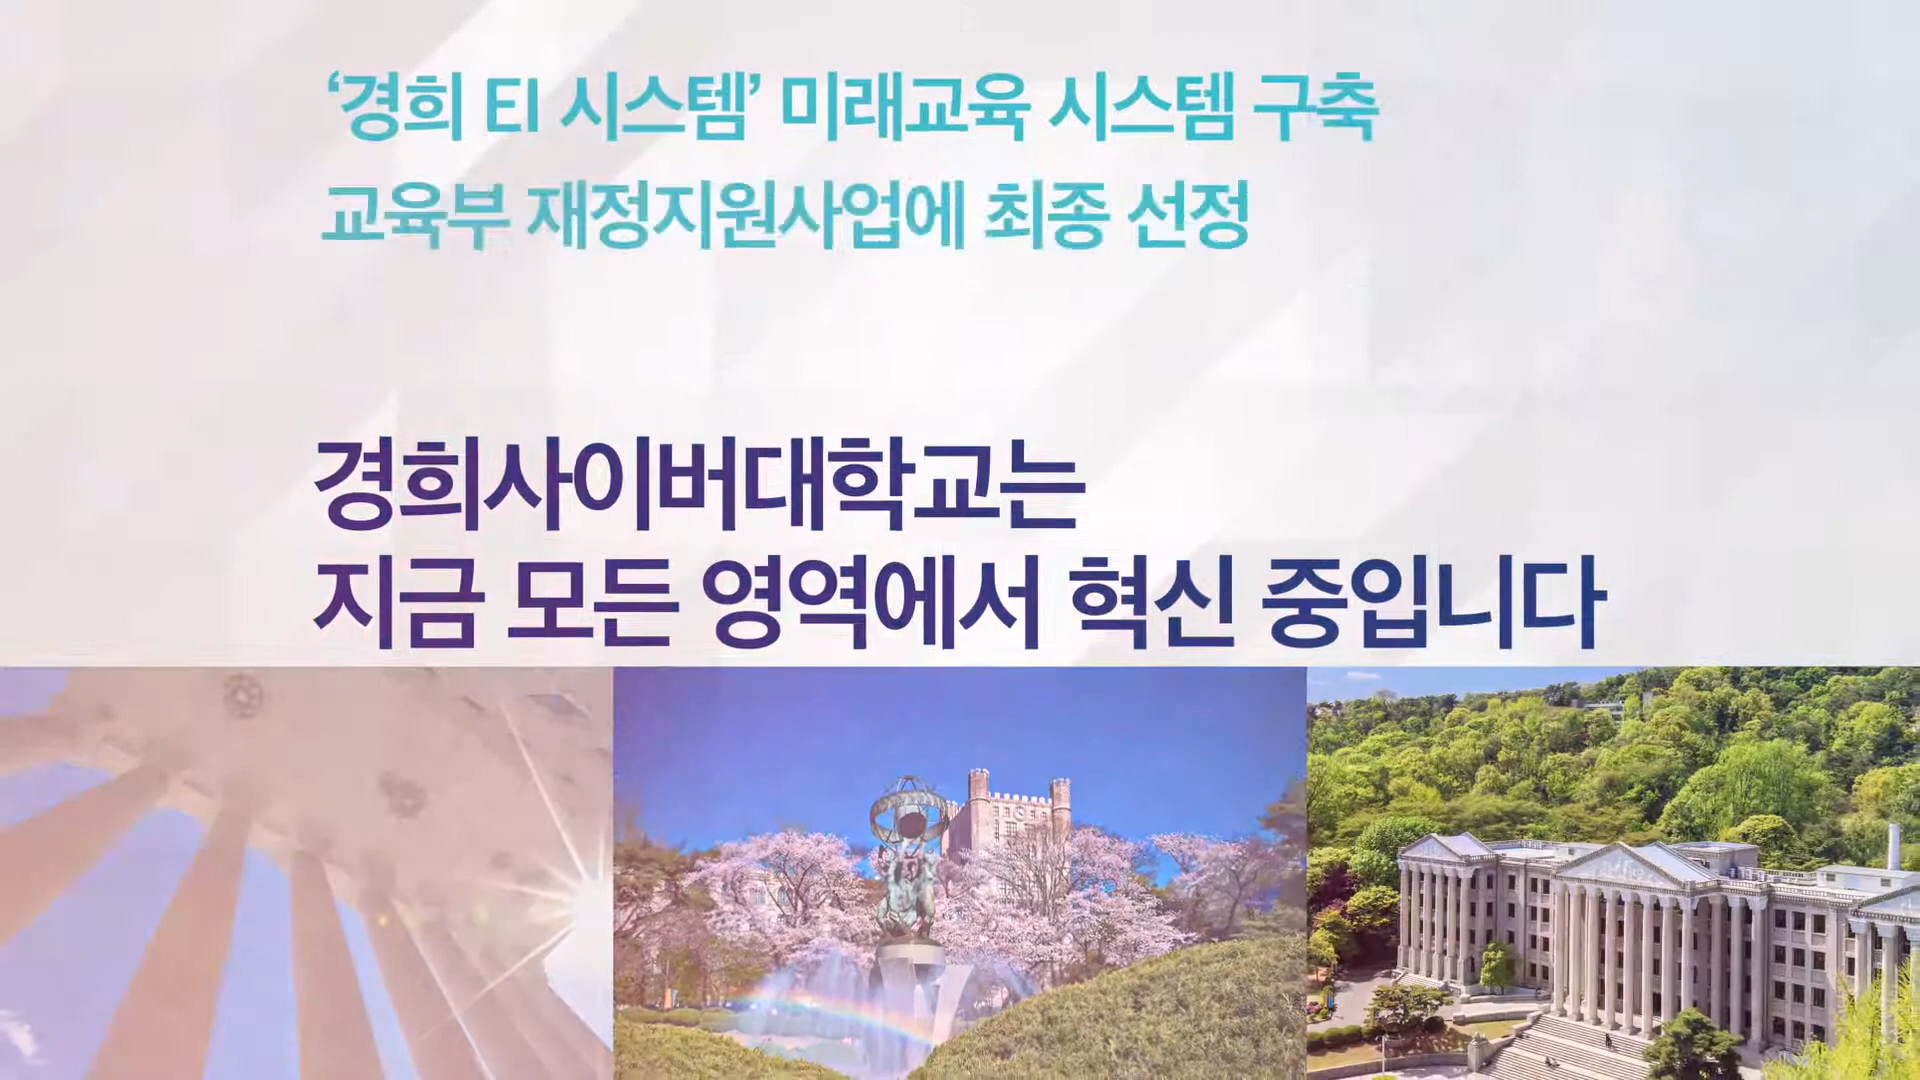 ‘경희 EI 시스템’ 미래교육 시스템 구축
교육부 재정지원사업에 최종 선정
경희사이버대학교는
지금 모든 영역에서 혁신 중입니다